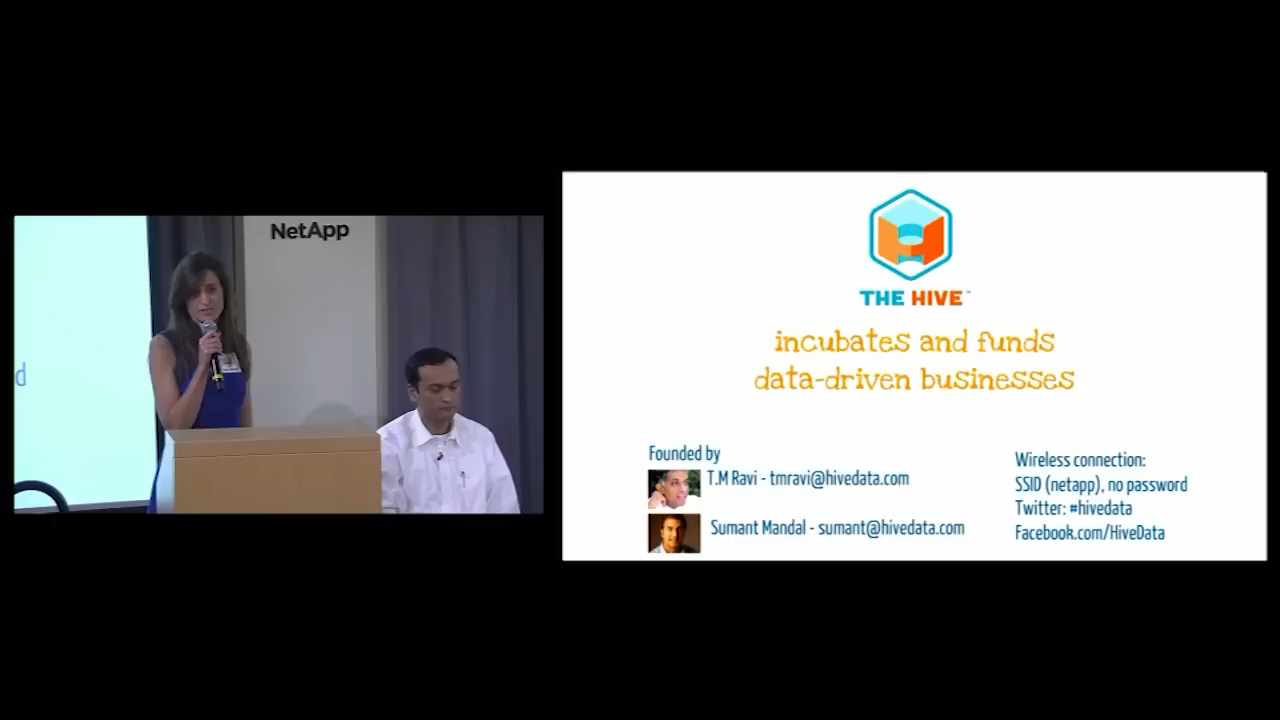 d
NetApp
THE HIVE™
incubates and funds
data-driven businesses
Founded by
T.M Ravi - tmravi@hivedata.com
Sumant Mandal - sumant@hivedata.com
Wireless connection:
SSID (netapp), no password
Twitter: #hivedata
Facebook.com/HiveData